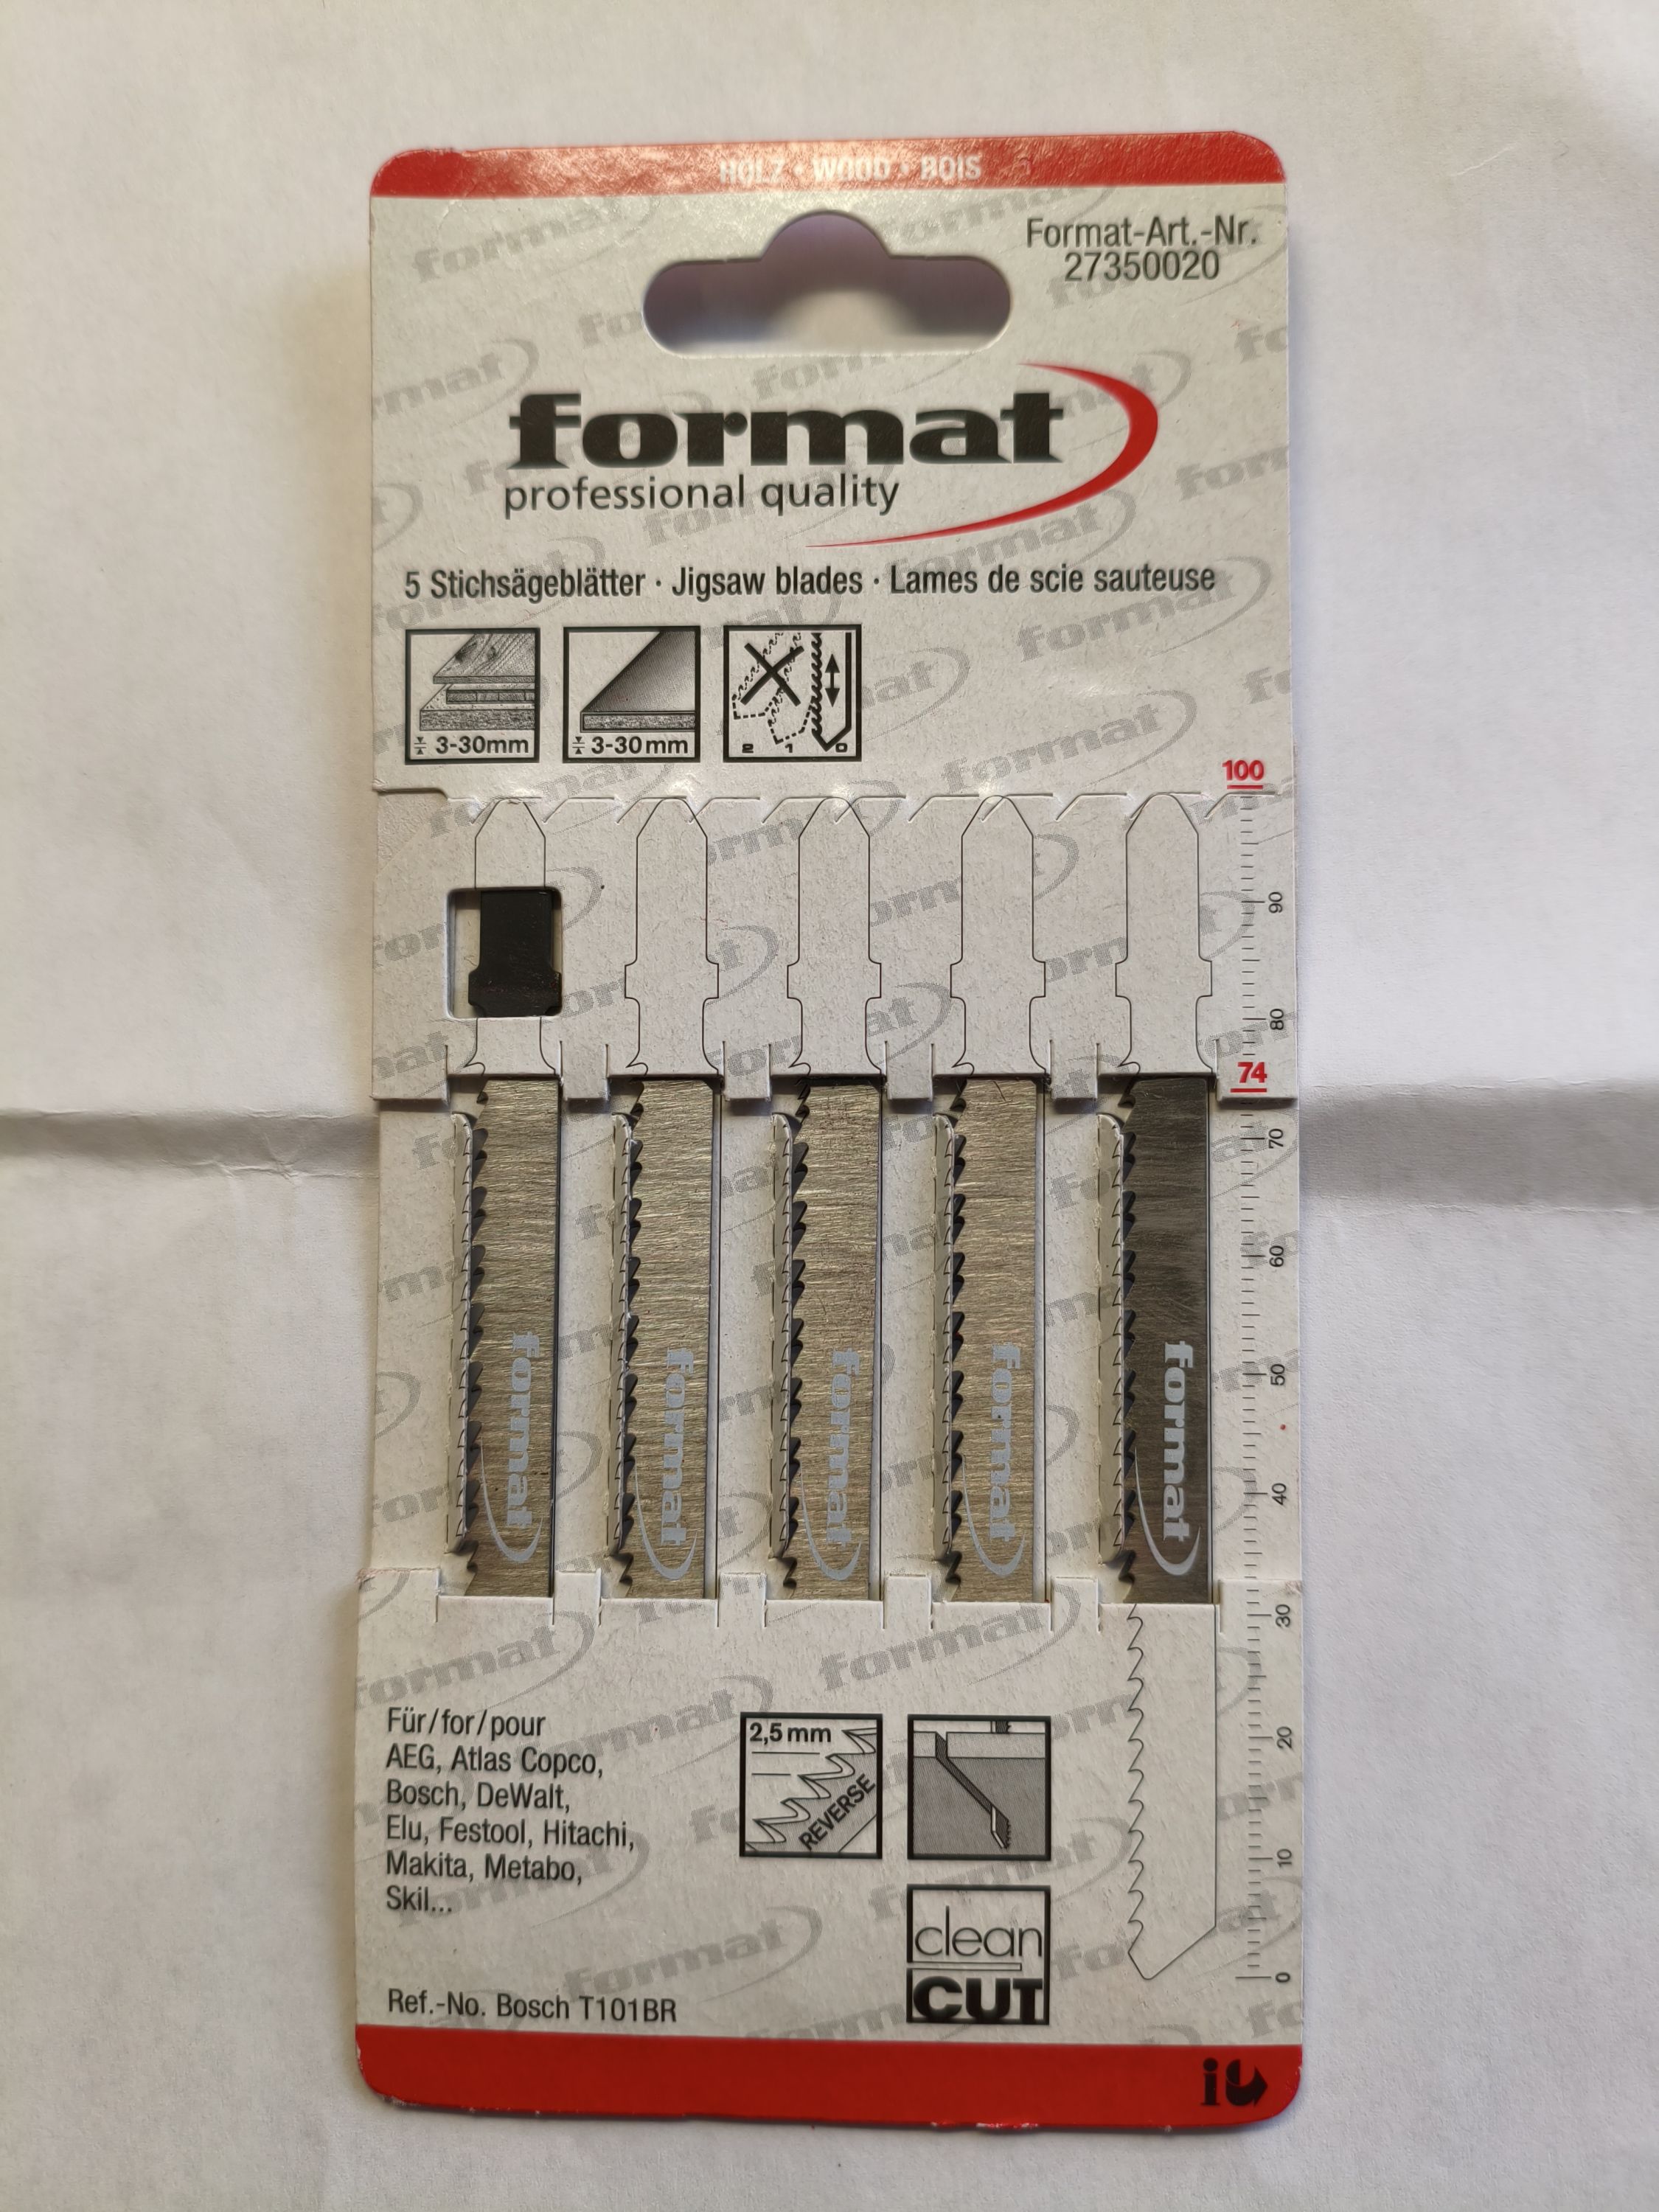 HOLZ • WOOD • BOIS
Format-Art.-Nr.
27350020
format
professional quality
5 Stichsägeblätter · Jigsaw blades · Lames de scie sauteuse
3-30mm
3-30mm
2 1 0
100
90
80
74
70
60
50
40
30
20
10
0
format
format
format
format
format
Für/for/pour
AEG, Atlas Copco,
Bosch, DeWalt,
Elu, Festool, Hitachi,
Makita, Metabo,
Skil...
2,5 mm
REVERSE
clean
CUT
Ref.-No. Bosch T101BR